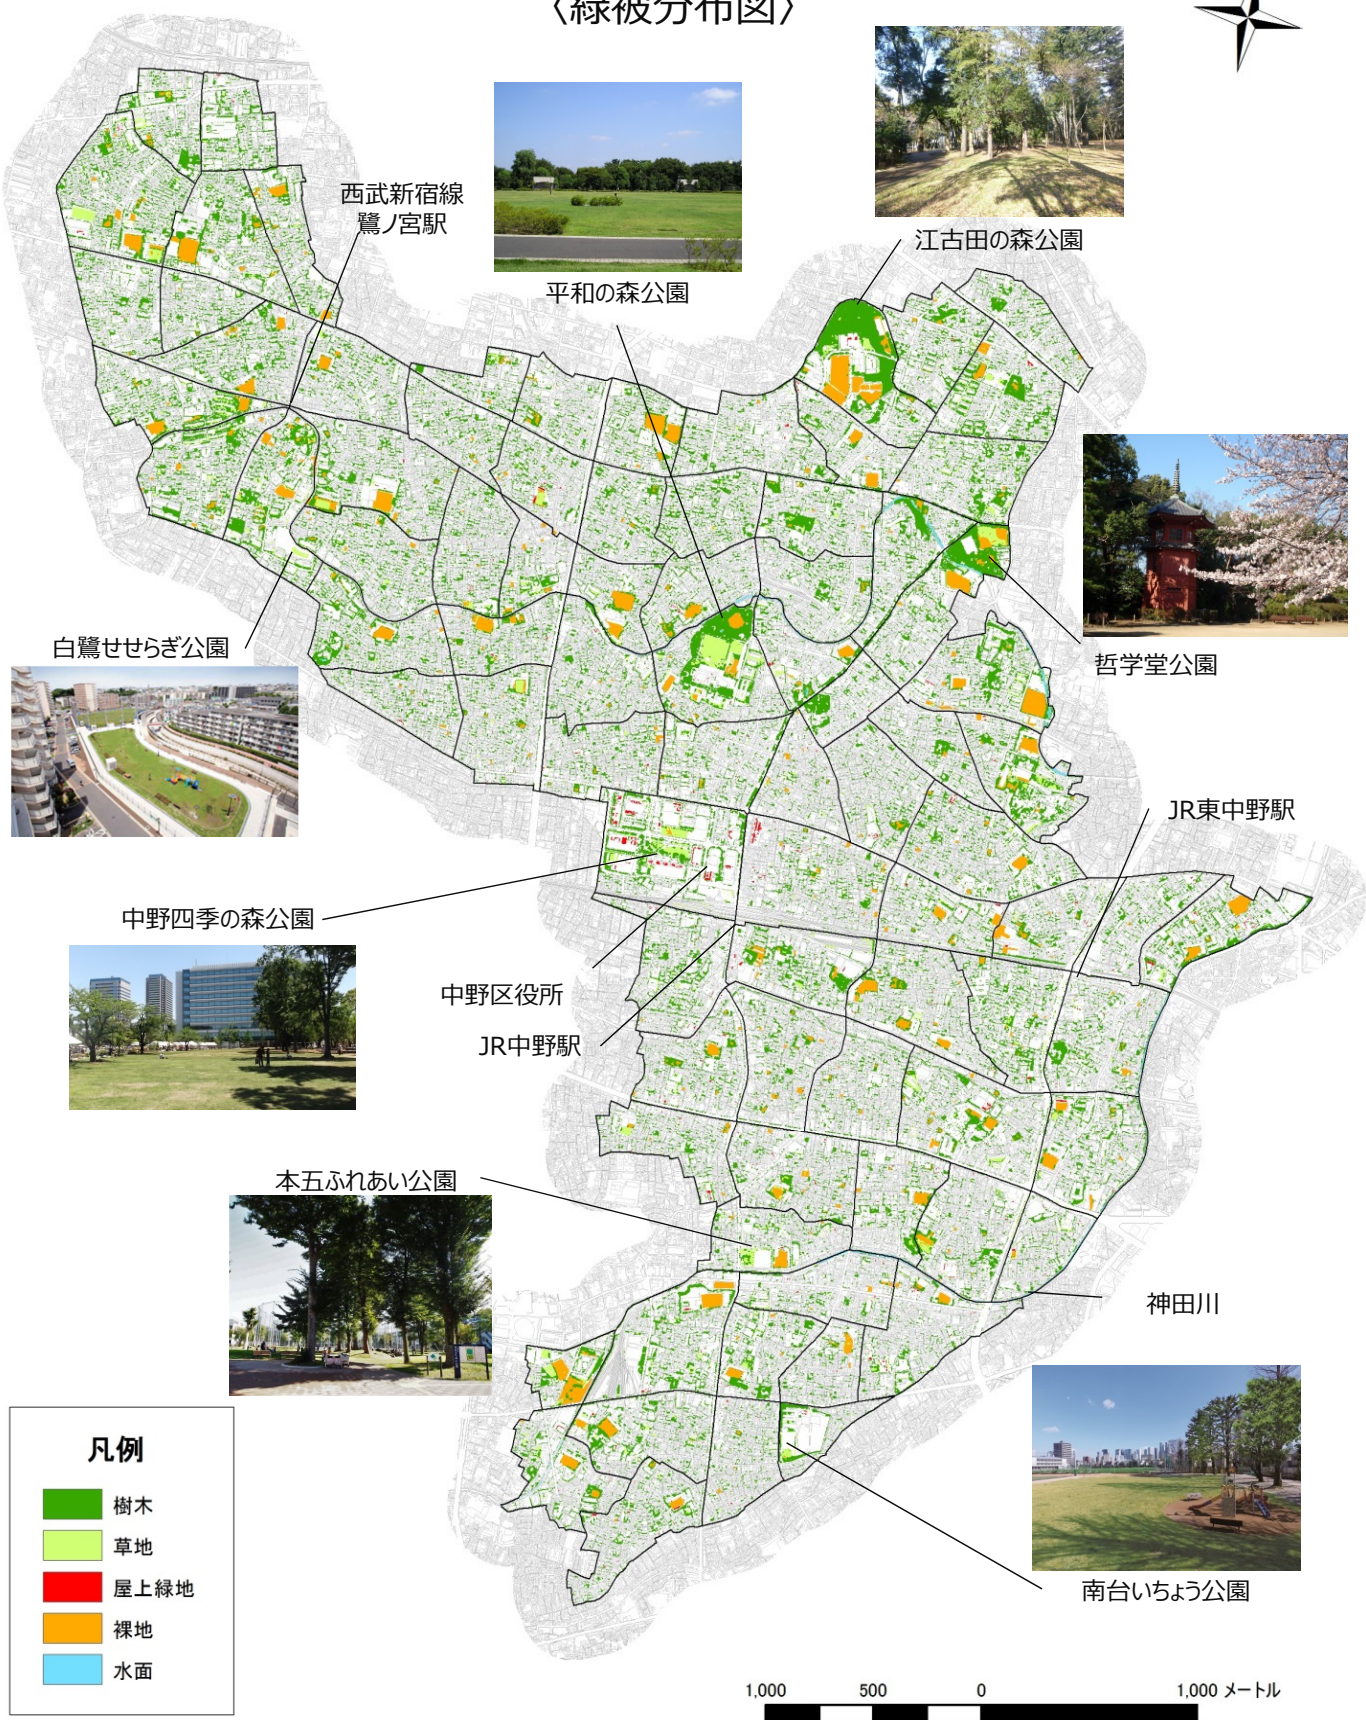 〈緑被分布図〉
西武新宿線
鷺ノ宮駅
平和の森公園
江古田の森公園
白鷺せせらぎ公園
哲学堂公園
JR東中野駅
中野四季の森公園
中野区役所
JR中野駅
本五ふれあい公園
神田川
南台いちょう公園
凡例
樹木
草地
屋上緑地
裸地
水面
1,000 500 0 1,000 メートル